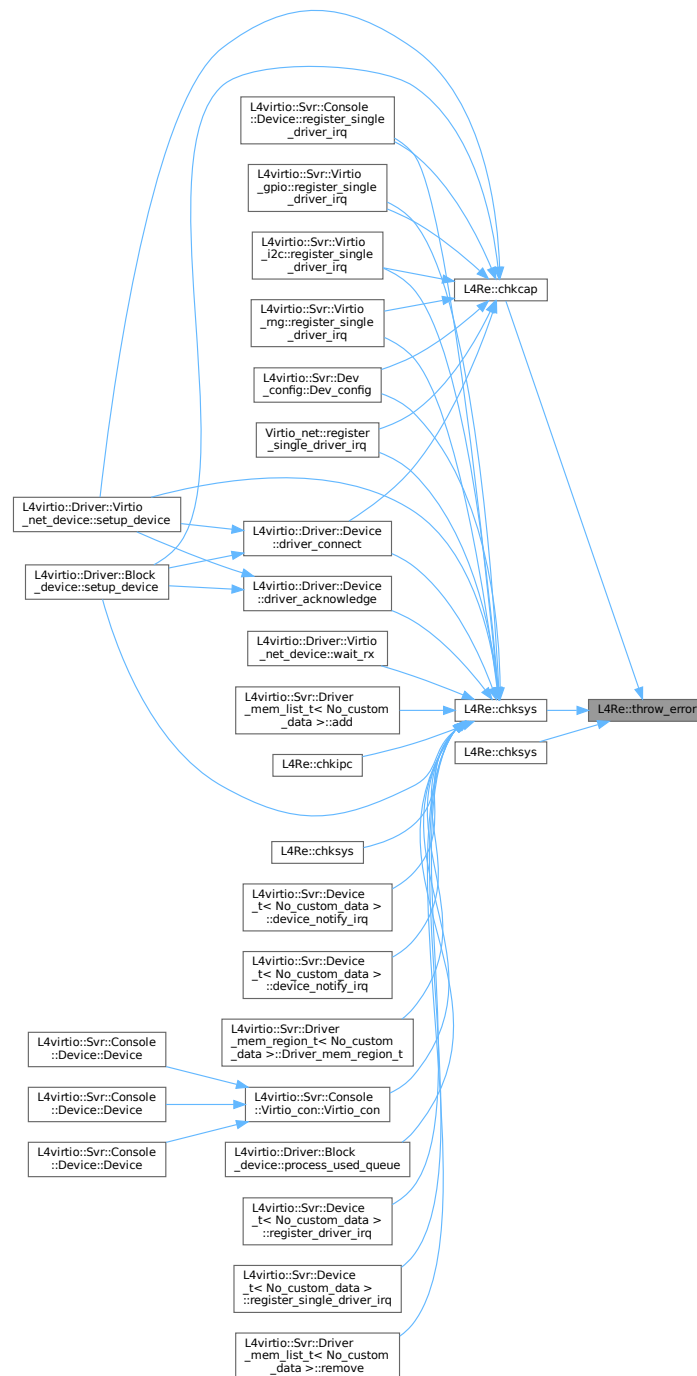 L4virtio::Svr::Console
::Device::register_single
_driver_irq
L4virtio::Svr::Virtio
_gpio::register_single
_driver_irq
L4virtio::Svr::Virtio
_i2c::register_single
_driver_irq
L4Re::chkcap
L4virtio::Svr::Virtio
_rng::register_single
_driver_irq
L4virtio::Svr::Dev
_config::Dev_config
Virtio_net::register
_single_driver_irq
L4virtio::Driver::Virtio
_net_device::setup_device
L4virtio::Driver::Device
::driver_connect
L4virtio::Driver::Block
_device::setup_device
L4virtio::Driver::Device
::driver_acknowledge
L4virtio::Driver::Virtio
_net_device::wait_rx
L4virtio::Svr::Driver
_mem_list_t< No_custom
_data >::add
L4Re::chksys
L4Re::throw_error
L4Re::chkipc
L4Re::chksys
L4Re::chksys
L4virtio::Svr::Device
_t< No_custom_data >
::device_notify_irq
L4virtio::Svr::Device
_t< No_custom_data >
::device_notify_irq
L4virtio::Svr::Driver
_mem_region_t< No_custom
_data >::Driver_mem_region_t
L4virtio::Svr::Console
::Device::Device
L4virtio::Svr::Console
::Device::Device
L4virtio::Svr::Console
::Virtio_con::Virtio_con
L4virtio::Svr::Console
::Device::Device
L4virtio::Driver::Block
_device::process_used_queue
L4virtio::Svr::Device
_t< No_custom_data >
::register_driver_irq
L4virtio::Svr::Device
_t< No_custom_data >
::register_single_driver_irq
L4virtio::Svr::Driver
_mem_list_t< No_custom
_data >::remove